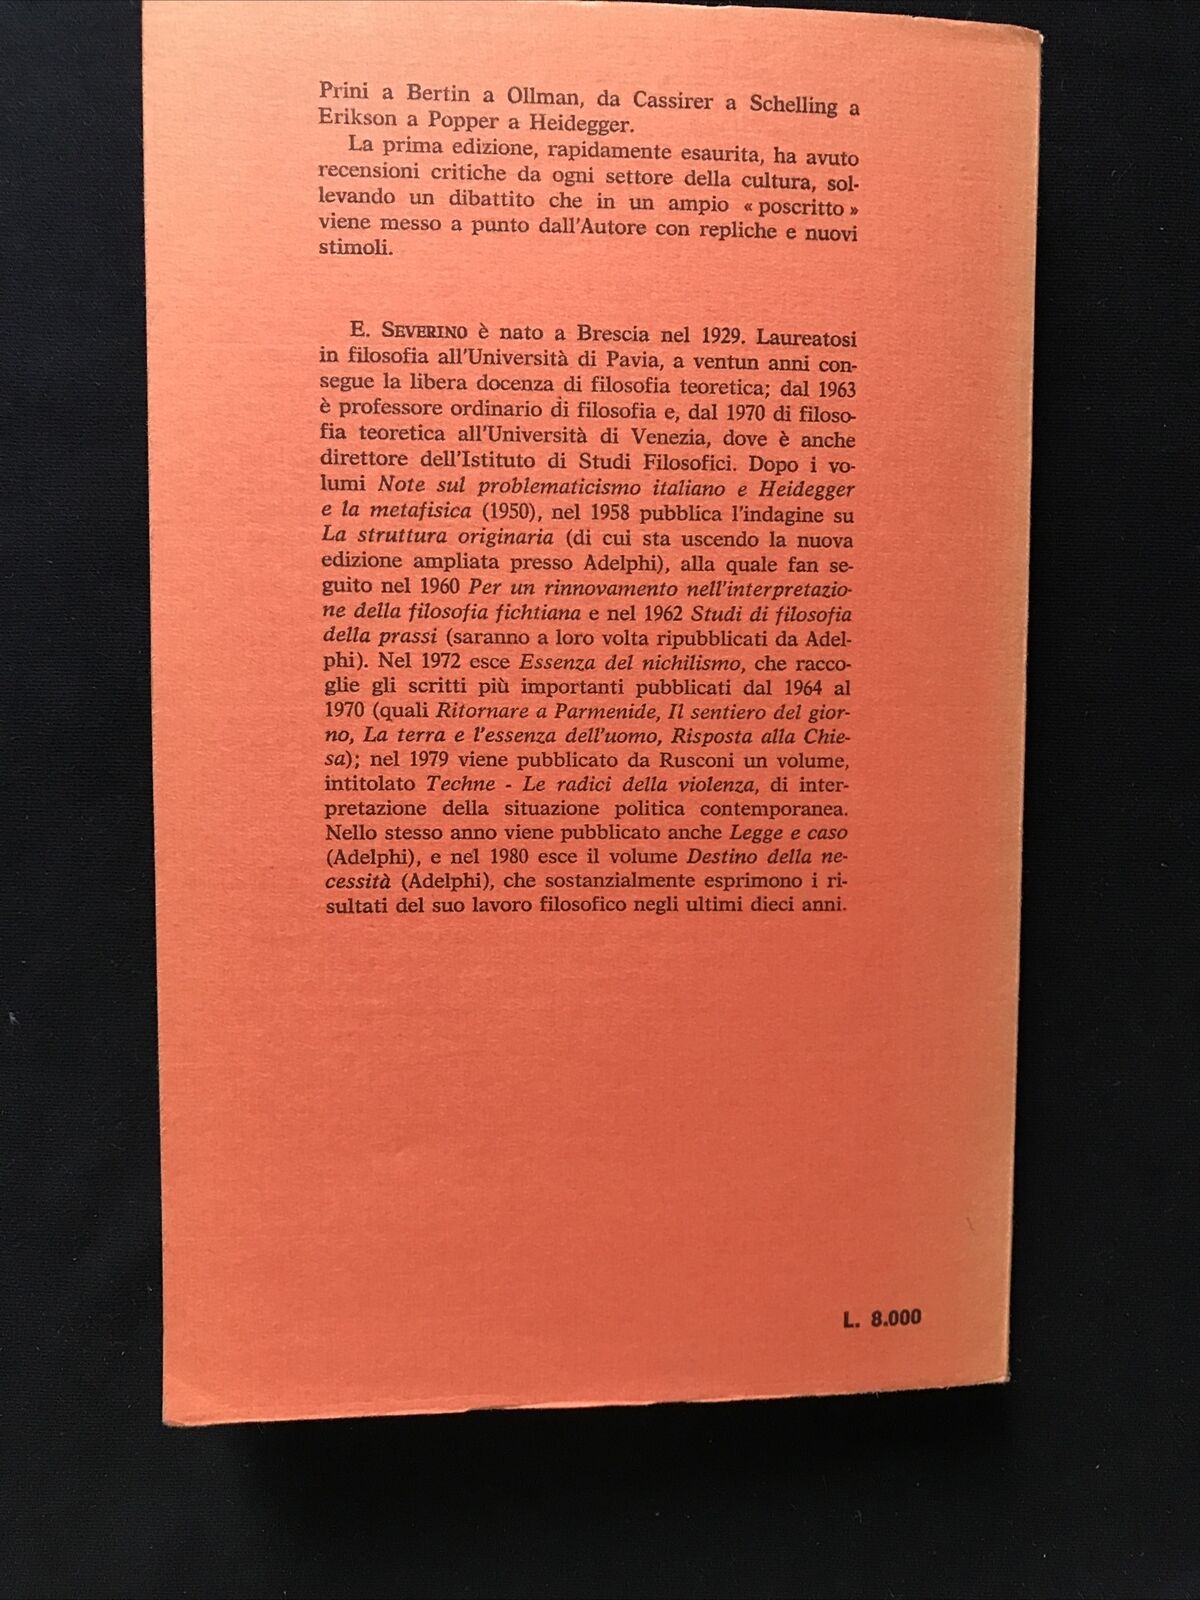 Prini a Bertin a Ollman, da Cassirer a Schelling a
Erikson a Popper a Heidegger.
La prima edizione, rapidamente esaurita, ha avuto
recensioni critiche da ogni settore della cultura, sol-
levando un dibattito che in un ampio « poscritto »
viene messo a punto dall'Autore con repliche e nuovi
stimoli.
E. SEVERINO è nato a Brescia nel 1929. Laureatosi
in filosofia all'Università di Pavia, a ventun anni con-
segue la libera docenza di filosofia teoretica; dal 1963
è professore ordinario di filosofia e, dal 1970 di filoso-
fia teoretica all'Università di Venezia, dove è anche
direttore dell'Istituto di Studi Filosofici. Dopo i vo-
lumi Note sul problematicismo italiano e Heidegger
e la metafisica (1950), nel 1958 pubblica l'indagine su
La struttura originaria (di cui sta uscendo la nuova
edizione ampliata presso Adelphi), alla quale fan se-
guito nel 1960 Per un rinnovamento nell'interpretazio-
ne della filosofia fichtiana e nel 1962 Studi di filosofia
della prassi (saranno a loro volta ripubblicati da Adel-
phi). Nel 1972 esce Essenza del nichilismo, che racco-
glie gli scritti più importanti pubblicati dal 1964 al
1970 (quali Ritornare a Parmenide, Il sentiero del gior-
no, La terra e l'essenza dell'uomo, Risposta alla Chie-
sa); nel 1979 viene pubblicato da Rusconi un volume,
intitolato Techne - Le radici della violenza, di inter-
pretazione della situazione politica contemporanea.
Nello stesso anno viene pubblicato anche Legge e caso
(Adelphi), e nel 1980 esce il volume Destino della ne-
cessità (Adelphi), che sostanzialmente esprimono i ri-
sultati del suo lavoro filosofico negli ultimi dieci anni.
L. 8.000